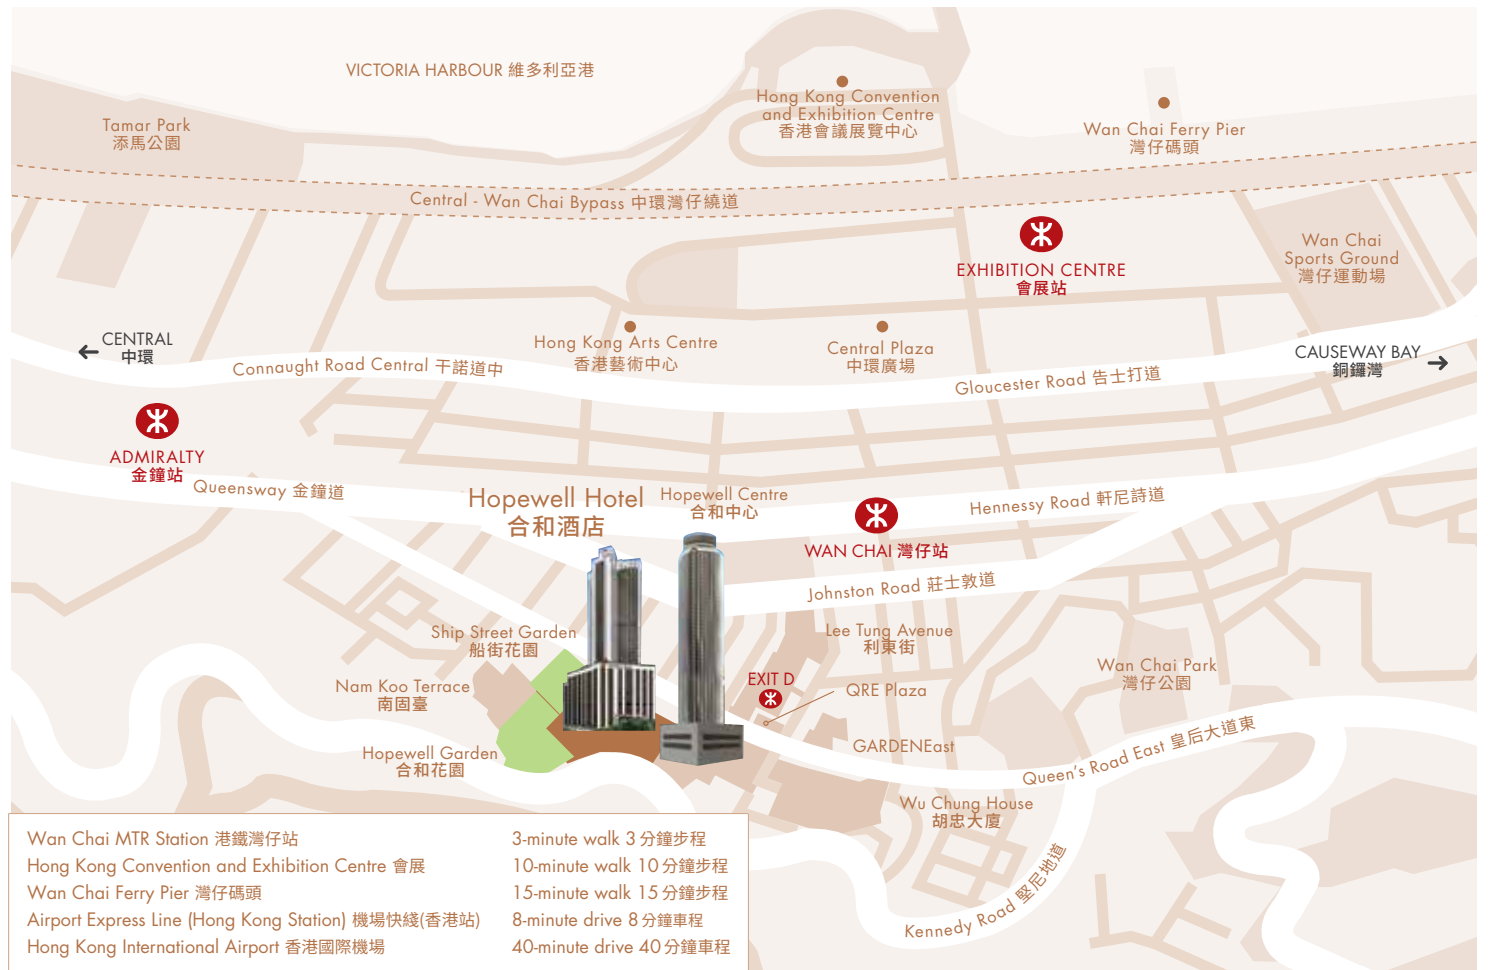 VICTORIA HARBOUR 維多利亞港
Hong Kong Convention
and Exhibition Centre
香港會議展覽中心
Tamar Park
添馬公園
Wan Chai Ferry Pier
灣仔碼頭
Central - Wan Chai Bypass 中環灣仔繞道
Wan Chai
Sports Ground
灣仔運動場
EXHIBITION CENTRE
會展站
CENTRAL
中環
Hong Kong Arts Centre
香港藝術中心
Central Plaza
中環廣場
CAUSEWAY BAY
銅鑼灣
Connaught Road Central 干諾道中
Gloucester Road 告士打道
ADMIRALTY
金鐘站
Queensway 金鐘道
Hopewell Hotel
合和酒店
Hopewell Centre
合和中心
Hennessy Road 軒尼詩道
WAN CHAI 灣仔站
Johnston Road 莊士敦道
Ship Street Garden
船街花園
Lee Tung Avenue
利東街
Wan Chai Park
灣仔公園
Nam Koo Terrace
南固臺
EXIT D
QRE Plaza
Hopewell Garden
合和花園
GARDENEast
Queen's Road East 皇后大道東
Wu Chung House
胡忠大廈
Kennedy Road 堅尼地道
Wan Chai MTR Station 港鐵灣仔站 3-minute walk 3 分鐘步程
Hong Kong Convention and Exhibition Centre 會展 10-minute walk 10 分鐘步程
Wan Chai Ferry Pier 灣仔碼頭 15-minute walk 15 分鐘步程
Airport Express Line (Hong Kong Station) 機場快綫(香港站) 8-minute drive 8 分鐘車程
Hong Kong International Airport 香港國際機場 40-minute drive 40 分鐘車程